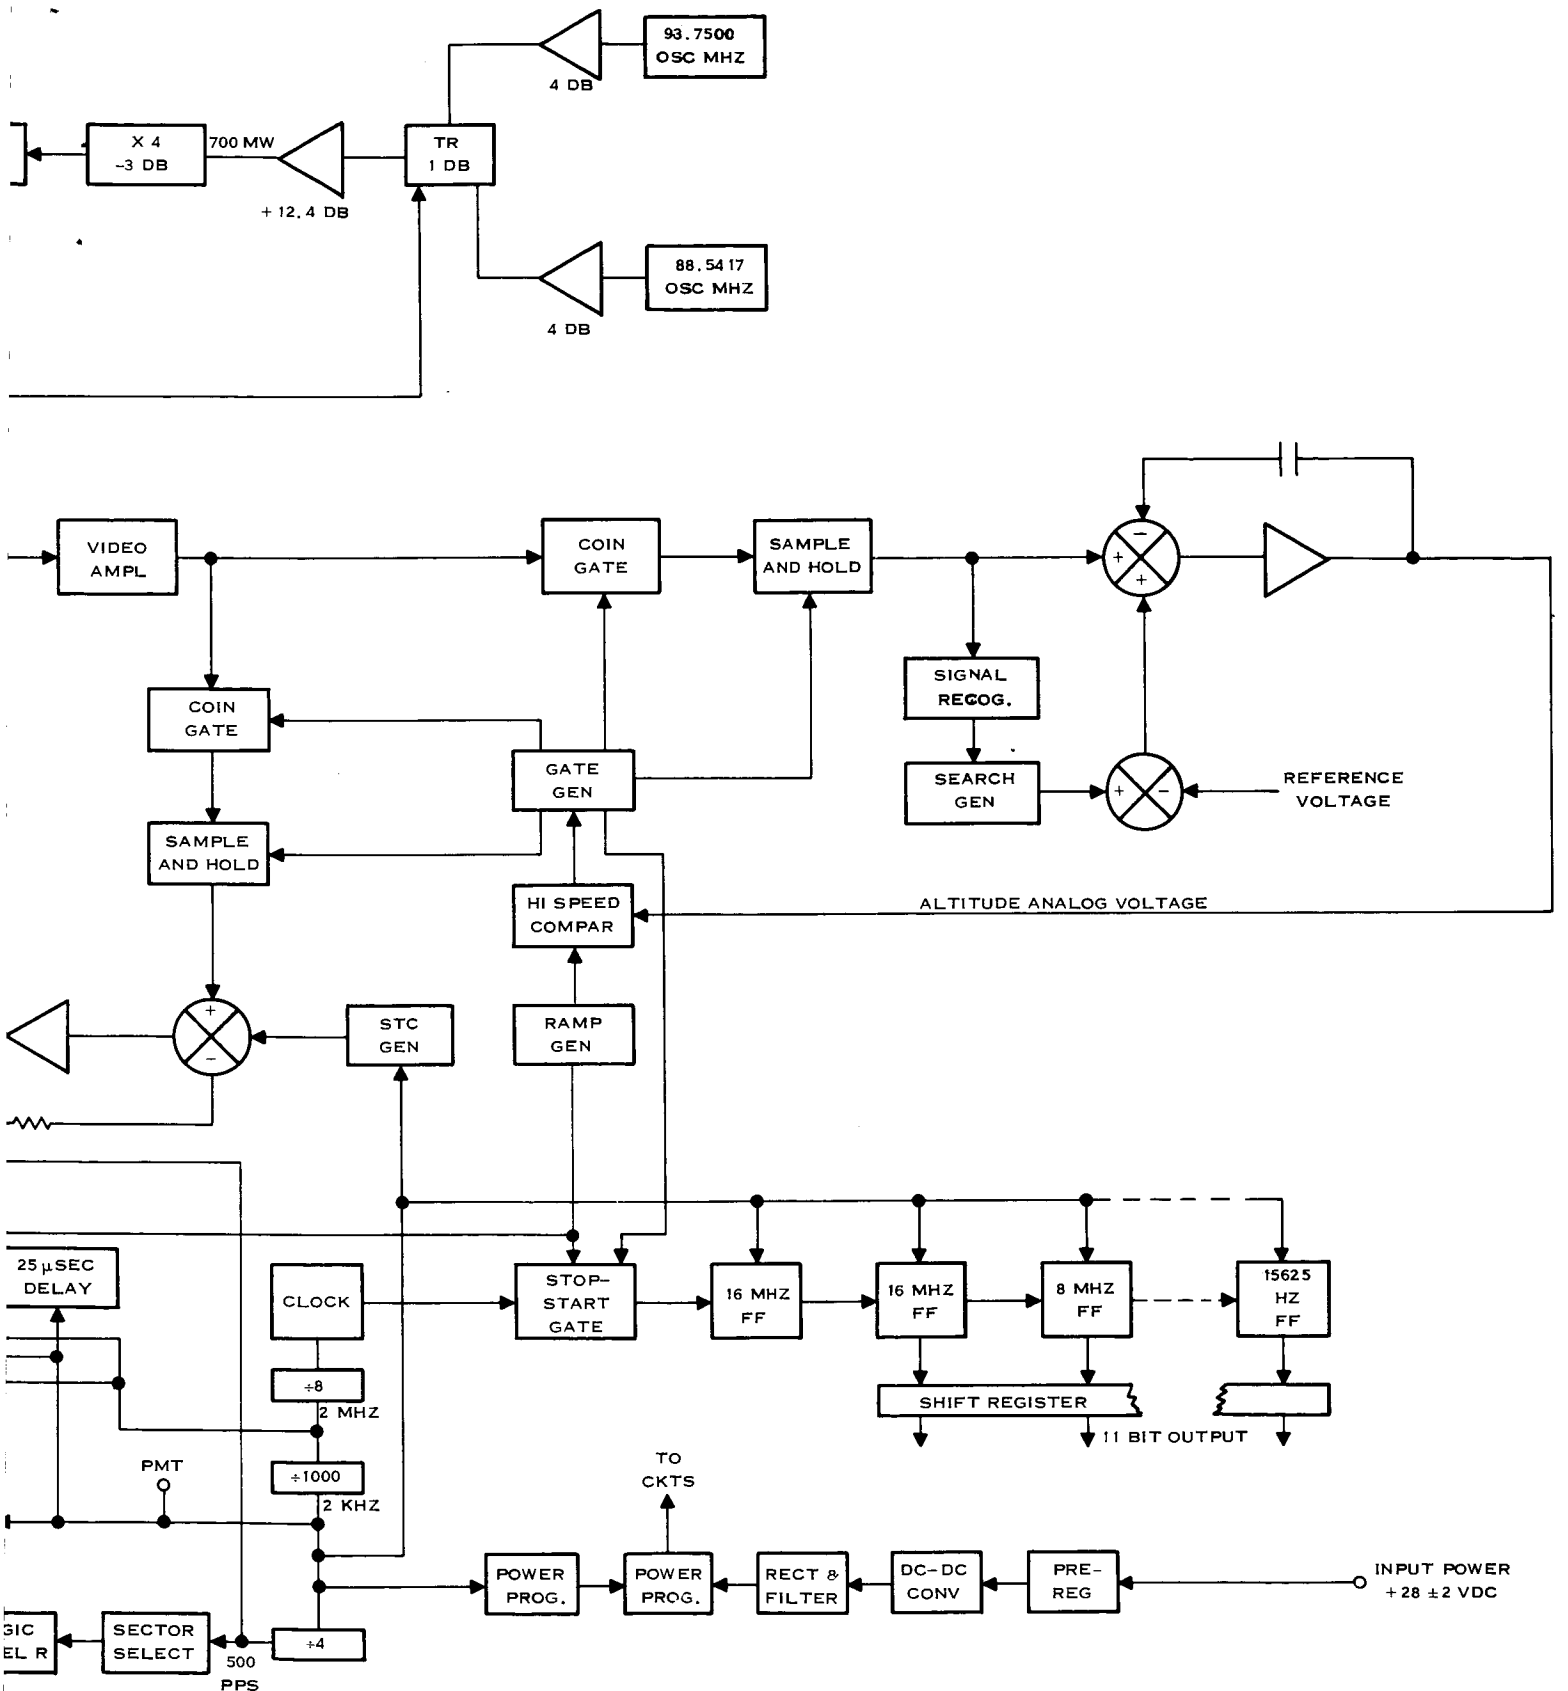 93.7500
OSC MHZ
4 DB
X 4
-3 DB
700 MW
+ 12.4 DB
TR
1 DB
88.5417
OSC MHZ
4 DB
VIDEO
AMPL
COIN
GATE
SAMPLE
AND HOLD
−
+
+
SIGNAL
RECOG.
COIN
GATE
GATE
GEN
SEARCH
GEN
+
−
REFERENCE
VOLTAGE
SAMPLE
AND HOLD
HI SPEED
COMPAR
ALTITUDE ANALOG VOLTAGE
+
−
STC
GEN
RAMP
GEN
25 µSEC
DELAY
CLOCK
STOP-
START
GATE
16 MHZ
FF
16 MHZ
FF
8 MHZ
FF
15625
HZ
FF
÷8
2 MHZ
SHIFT REGISTER
11 BIT OUTPUT
PMT
÷1000
2 KHZ
TO
CKTS
POWER
PROG.
POWER
PROG.
RECT &
FILTER
DC-DC
CONV
PRE-
REG
INPUT POWER
+28 ±2 VDC
GIC
EL R
SECTOR
SELECT
500
PPS
÷4